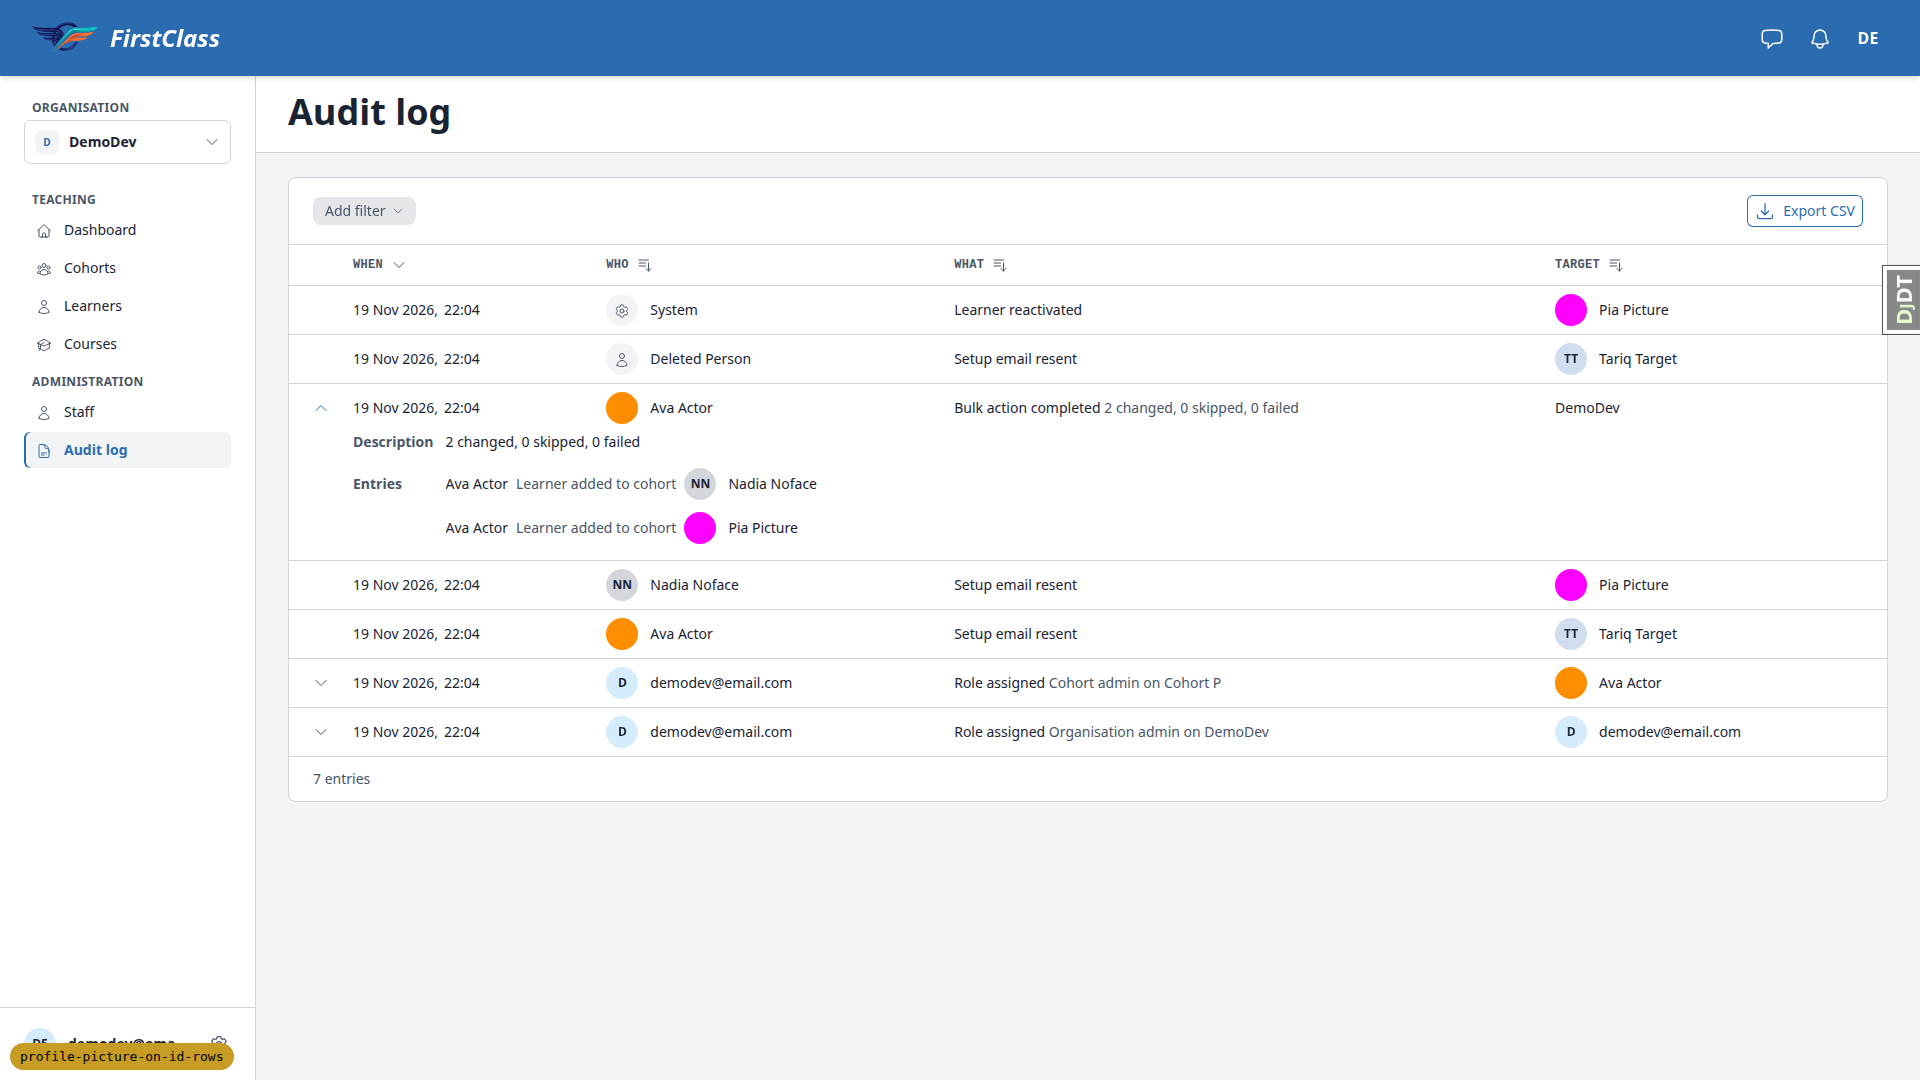 FirstClass
DE
ORGANISATION
D DemoDev
TEACHING
Dashboard
Cohorts
Learners
Courses
ADMINISTRATION
Staff
Audit log
Audit log
Add filter
Export CSV
WHEN WHO WHAT TARGET
19 Nov 2026, 22:04 System Learner reactivated Pia Picture
19 Nov 2026, 22:04 Deleted Person Setup email resent TT Tariq Target
19 Nov 2026, 22:04 Ava Actor Bulk action completed 2 changed, 0 skipped, 0 failed DemoDev
Description 2 changed, 0 skipped, 0 failed
Entries Ava Actor Learner added to cohort NN Nadia Noface
Ava Actor Learner added to cohort Pia Picture
19 Nov 2026, 22:04 NN Nadia Noface Setup email resent Pia Picture
19 Nov 2026, 22:04 Ava Actor Setup email resent TT Tariq Target
19 Nov 2026, 22:04 D demodev@email.com Role assigned Cohort admin on Cohort P Ava Actor
19 Nov 2026, 22:04 D demodev@email.com Role assigned Organisation admin on DemoDev D demodev@email.com
7 entries
DjDT
DE demodev@ema...
profile-picture-on-id-rows